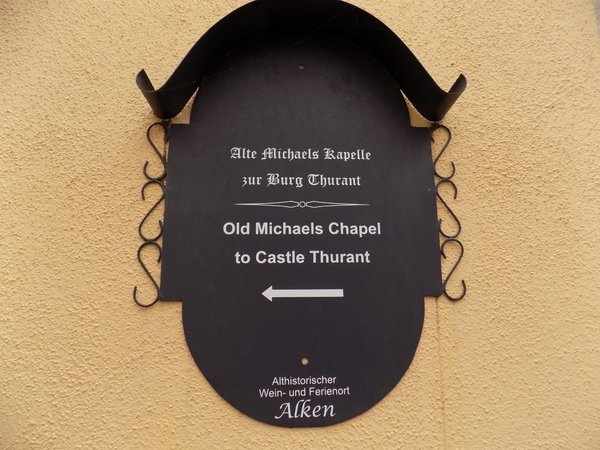 Alte Michaels Kapelle
zur Burg Thurant
Old Michaels Chapel
to Castle Thurant
Althistorischer
Wein- und Ferienort
Alken